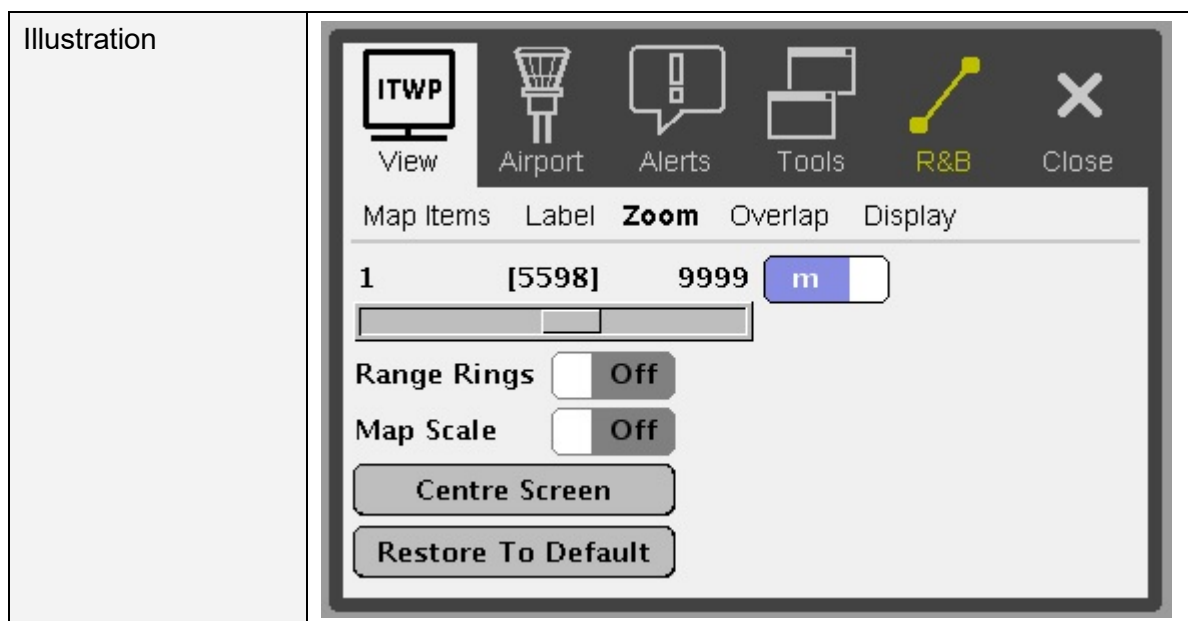 Illustration
ITWP
View Airport Alerts Tools R&B Close
Map Items Label Zoom Overlap Display
1 [5598] 9999 m
Range Rings Off
Map Scale Off
Centre Screen
Restore To Default